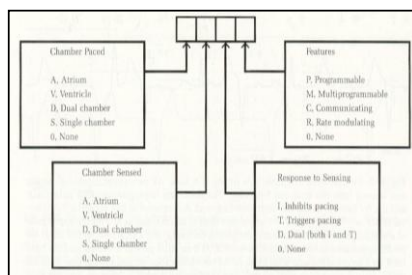 Chamber Paced
A, Atrium
V, Ventricle
D, Dual chamber
S, Single chamber
0, None
Features
P, Programmable
M, Multiprogrammable
C, Communicating
R, Rate modulating
0, None
Chamber Sensed
A, Atrium
V, Ventricle
D, Dual chamber
S, Single chamber
0, None
Response to Sensing
I, Inhibits pacing
T, Triggers pacing
D, Dual (both I and T)
0, None